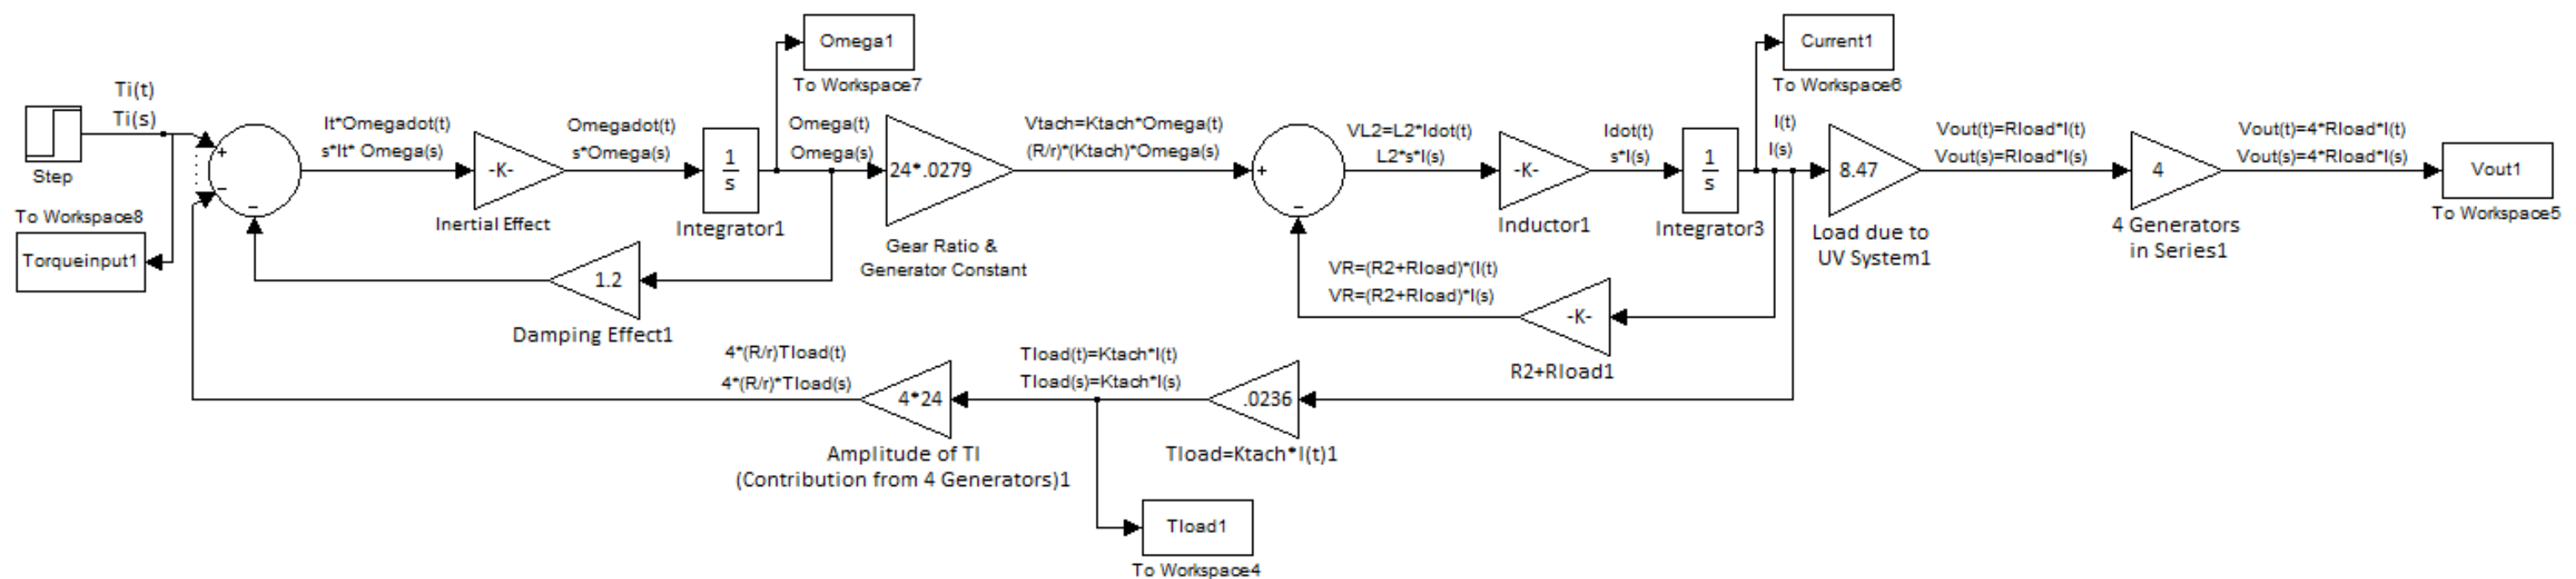 Omega1
To Workspace7
Current1
To Workspace6
Ti(t)
Ti(s)
Step
+
−
−
It*Omegadot(t)
s*It* Omega(s)
-K-
Inertial Effect
Omegadot(t)
s*Omega(s)
1
s
Integrator1
Omega(t)
Omega(s)
24*.0279
Gear Ratio &
Generator Constant
Vtach=Ktach*Omega(t)
(R/r)*(Ktach)*Omega(s)
+
−
VL2=L2*Idot(t)
L2*s*I(s)
-K-
Inductor1
Idot(t)
s*I(s)
1
s
Integrator3
I(t)
I(s)
8.47
Load due to
UV System1
Vout(t)=Rload*I(t)
Vout(s)=Rload*I(s)
4
4 Generators
in Series1
Vout(t)=4*Rload*I(t)
Vout(s)=4*Rload*I(s)
Vout1
To Workspace5
To Workspace8
Torqueinput1
1.2
Damping Effect1
VR=(R2+Rload)*(I(t)
VR=(R2+Rload)*I(s)
-K-
R2+Rload1
4*(R/r)Tload(t)
4*(R/r)*Tload(s)
4*24
Amplitude of TI
(Contribution from 4 Generators)1
Tload(t)=Ktach*I(t)
Tload(s)=Ktach*I(s)
.0236
Tload=Ktach*I(t)1
Tload1
To Workspace4